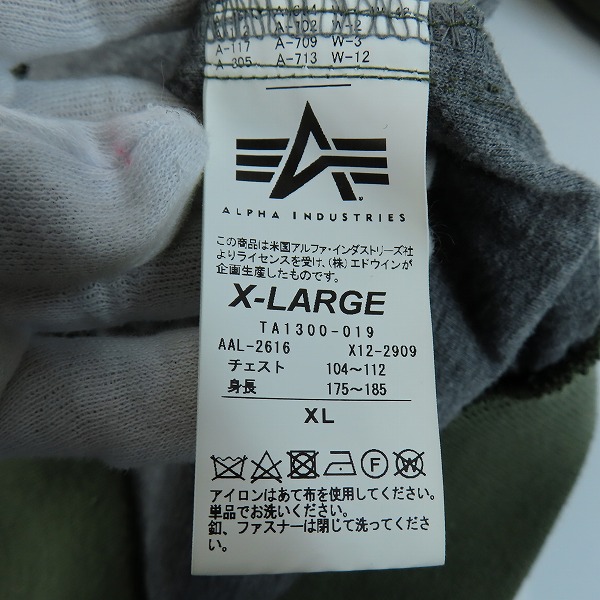 A-702 W-2
A-117 A-709 W-3
A-305 A-713 W-12
ALPHA INDUSTRIES
この商品は米国アルファ・インダストリーズ社
よりライセンスを受け、(株)エドウインが
企画生産したものです。
X-LARGE
TA1300-019
AAL-2616 X12-2909
チェスト 104〜112
身長 175〜185
XL
F W
アイロンはあて布を使用してください。
単品でお洗いください。
釦、ファスナーは閉じて洗ってくださ
い。